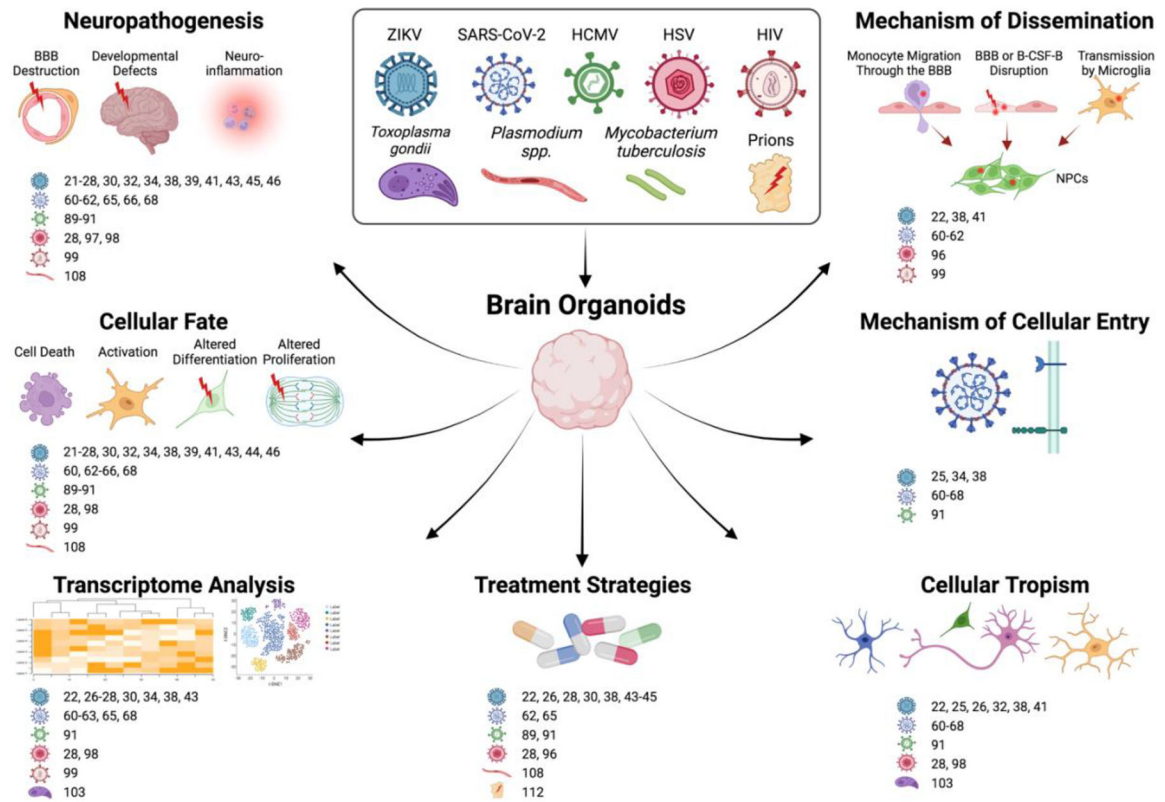 Neuropathogenesis
BBB
Destruction
Developmental
Defects
Neuro-
inflammation
21-28, 30, 32, 34, 38, 39, 41, 43, 45, 46
60-62, 65, 66, 68
89-91
28, 97, 98
99
108
ZIKV
SARS-CoV-2
HCMV
HSV
HIV
Toxoplasma
gondii
Plasmodium
spp.
Mycobacterium
tuberculosis
Prions
Mechanism of Dissemination
Monocyte Migration
Through the BBB
BBB or B-CSF-B
Disruption
Transmission
by Microglia
NPCs
22, 38, 41
60-62
96
99
Brain Organoids
Cellular Fate
Cell Death
Activation
Altered
Differentiation
Altered
Proliferation
21-28, 30, 32, 34, 38, 39, 41, 43, 44, 46
60, 62-66, 68
89-91
28, 98
99
108
Mechanism of Cellular Entry
25, 34, 38
60-68
91
Transcriptome Analysis
22, 26-28, 30, 34, 38, 43
60-63, 65, 68
91
28, 98
99
103
Treatment Strategies
22, 26, 28, 30, 38, 43-45
62, 65
89, 91
28, 96
108
112
Cellular Tropism
22, 25, 26, 32, 38, 41
60-68
91
28, 98
103